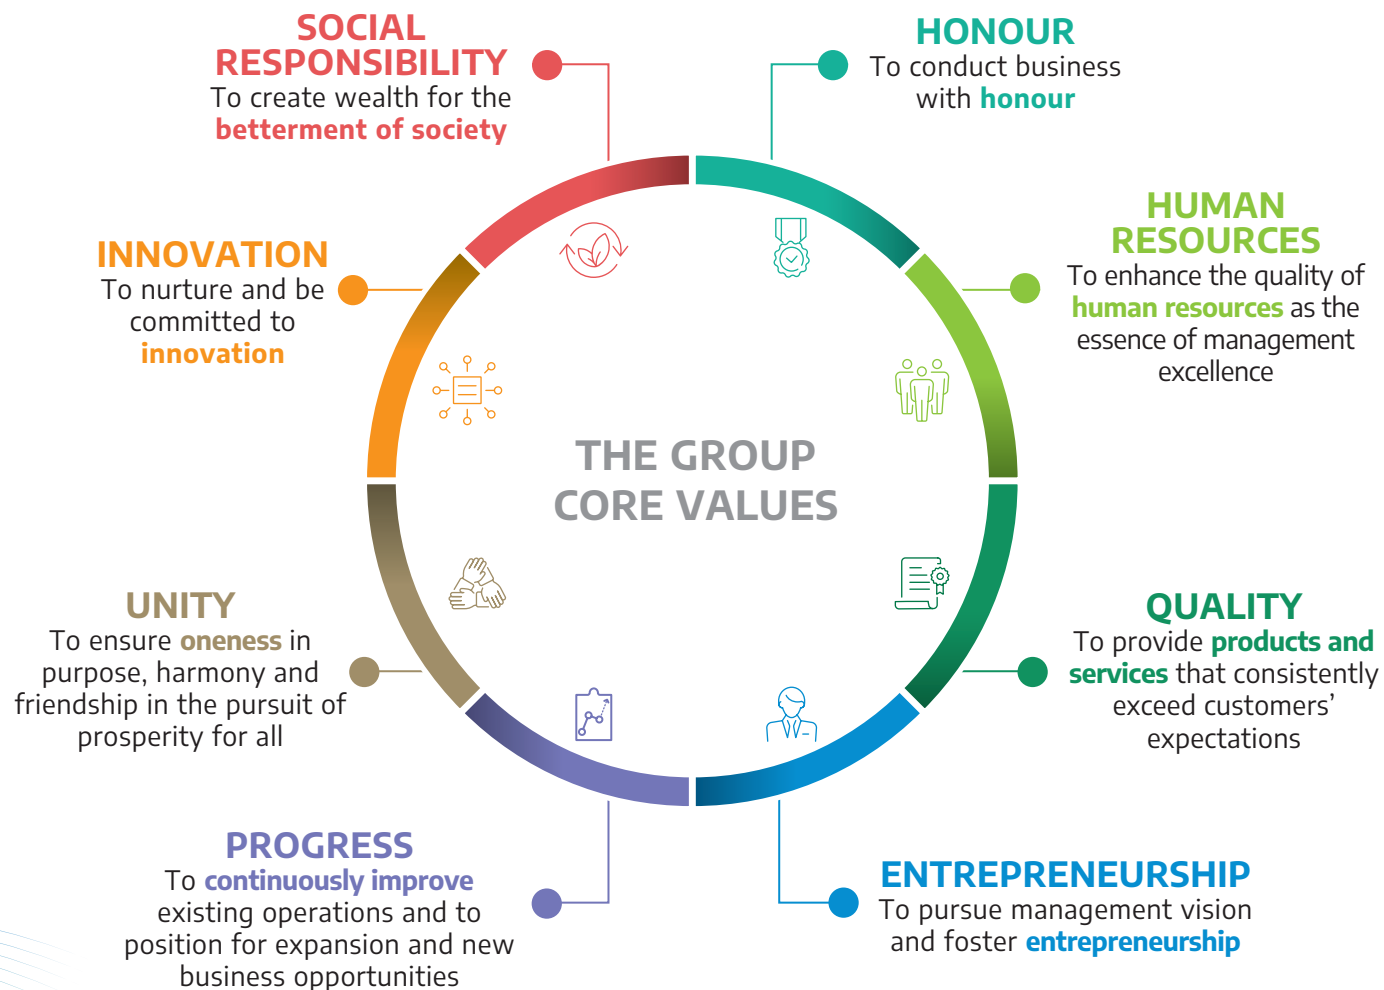 SOCIAL
RESPONSIBILITY
To create wealth for the
betterment of society
HONOUR
To conduct business
with honour
HUMAN
RESOURCES
To enhance the quality of
human resources as the
essence of management
excellence
INNOVATION
To nurture and be
committed to
innovation
THE GROUP
CORE VALUES
UNITY
To ensure oneness in
purpose, harmony and
friendship in the pursuit of
prosperity for all
QUALITY
To provide products and
services that consistently
exceed customers’
expectations
PROGRESS
To continuously improve
existing operations and to
position for expansion and new
business opportunities
ENTREPRENEURSHIP
To pursue management vision
and foster entrepreneurship